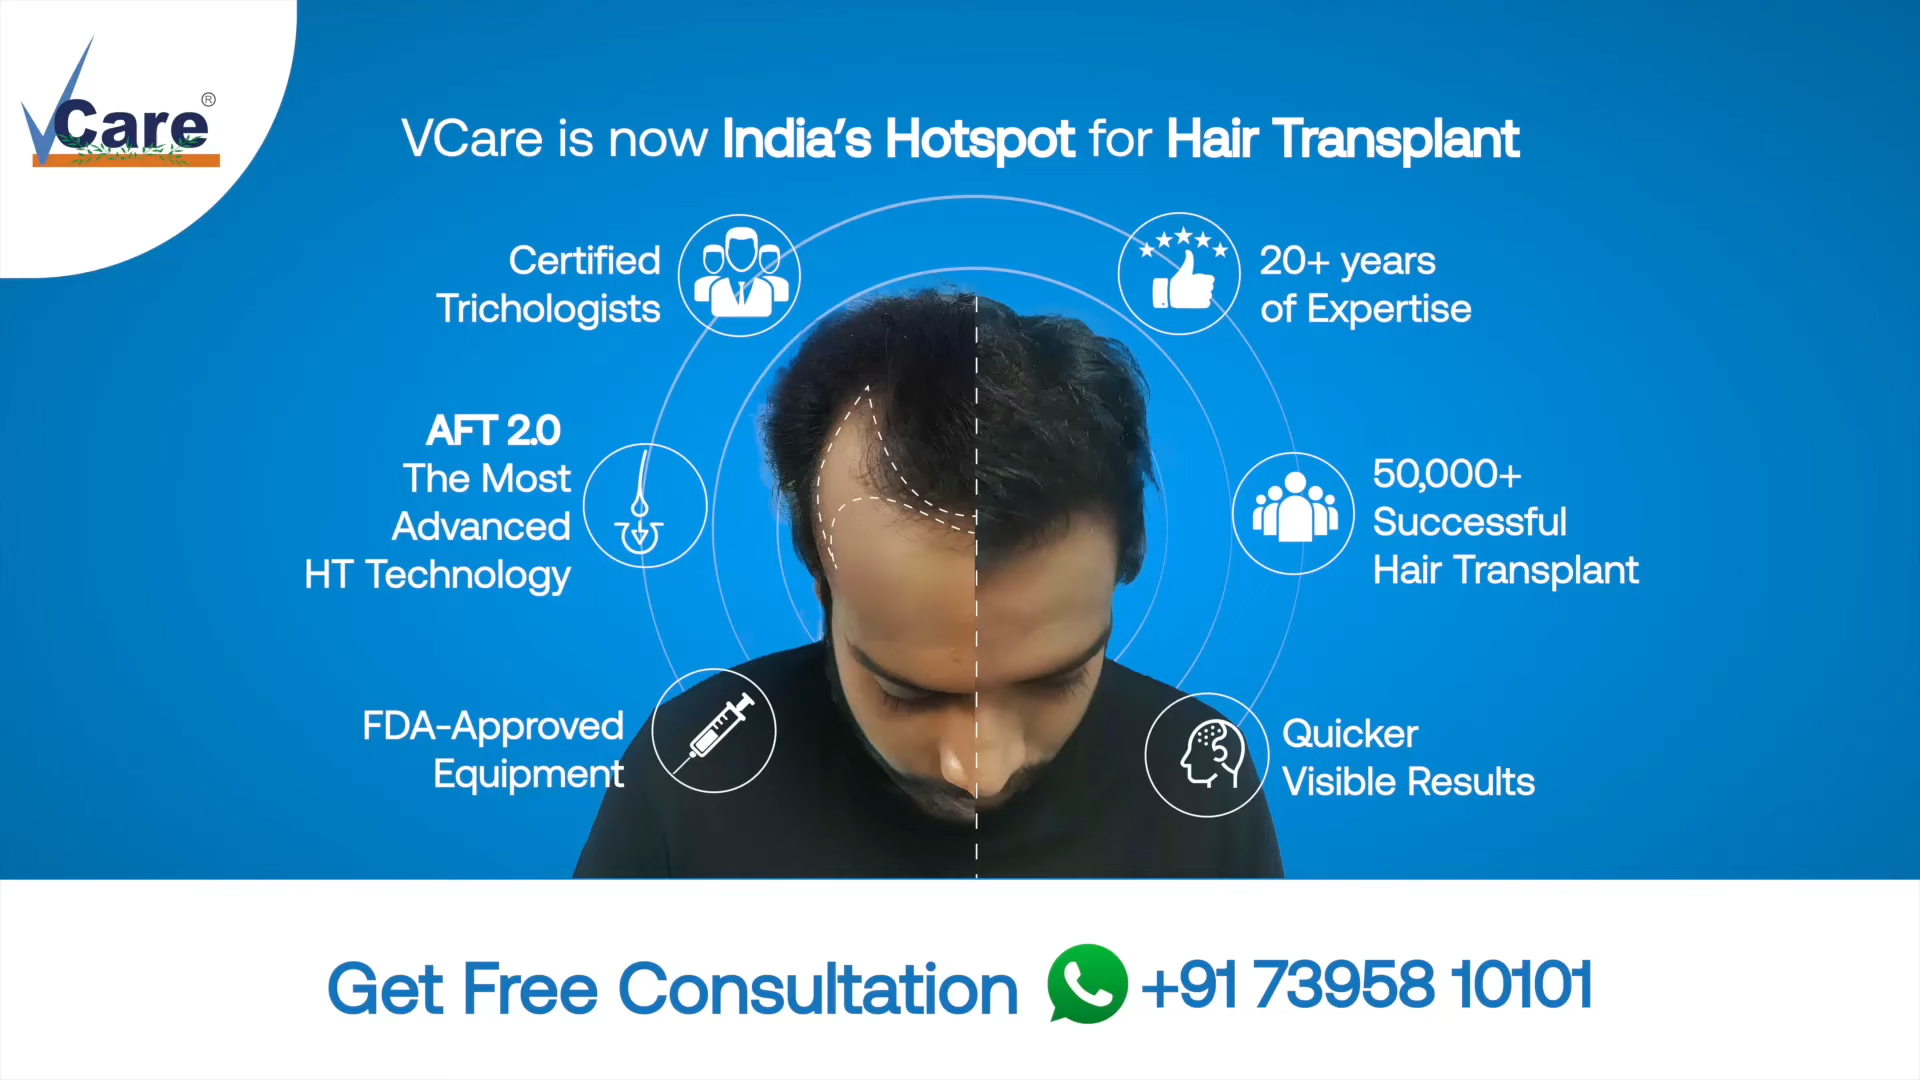 VCare®
VCare is now India's Hotspot for Hair Transplant
Certified
Trichologists
20+ years
of Expertise
AFT 2.0
The Most
Advanced
HT Technology
50,000+
Successful
Hair Transplant
FDA-Approved
Equipment
Quicker
Visible Results
Get Free Consultation +91 73958 10101